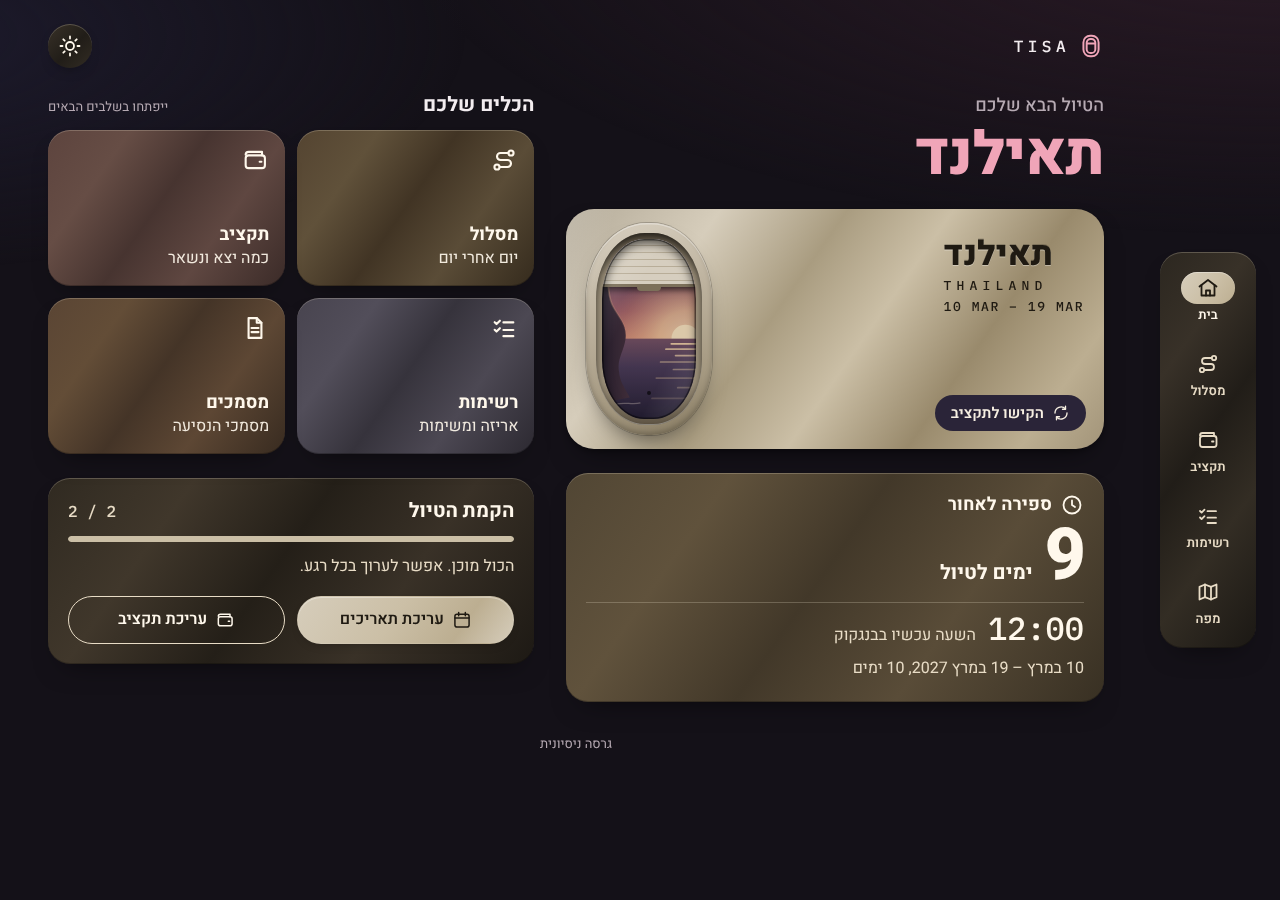 TISA
הטיול הבא שלכם
תאילנד
תאילנד
THAILAND
10 MAR – 19 MAR
הקישו לתקציב
ספירה לאחור
9 ימים לטיול
12:00 השעה עכשיו בבנגקוק
10 במרץ – 19 במרץ 2027, 10 ימים
הכלים שלכם
ייפתחו בשלבים הבאים
מסלול
יום אחרי יום
תקציב
כמה יצא ונשאר
רשימות
אריזה ומשימות
מסמכים
מסמכי הנסיעה
הקמת הטיול
2 / 2
הכול מוכן. אפשר לערוך בכל רגע.
עריכת תאריכים
עריכת תקציב
גרסה ניסיונית
בית
מסלול
תקציב
רשימות
מפה